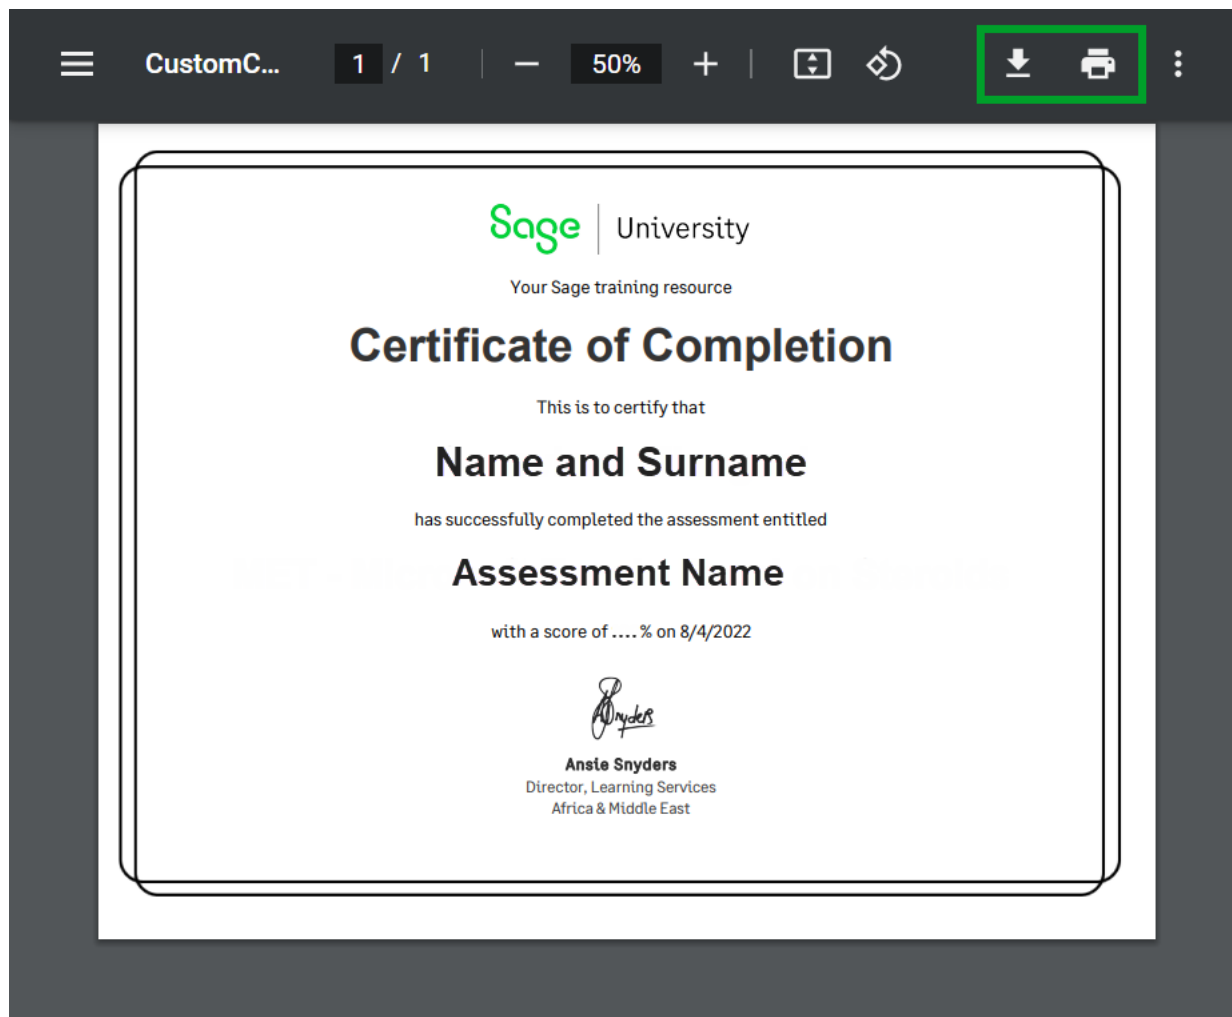 CustomC... 1 / 1 50%
Sage University
Your Sage training resource
Certificate of Completion
This is to certify that
Name and Surname
has successfully completed the assessment entitled
Assessment Name
with a score of .... % on 8/4/2022
Snyders
Ansie Snyders
Director, Learning Services
Africa & Middle East